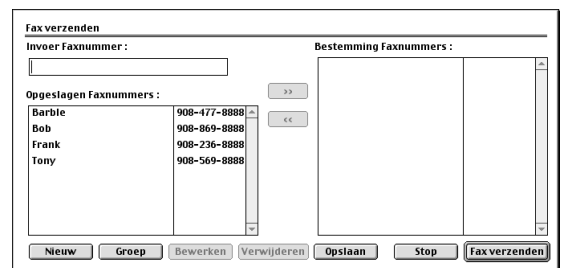 Fax verzenden
Invoer Faxnummer :
Bestemming Faxnummers :
>>
Opgeslagen Faxnummers :
<<
Barble 908-477-8888
Bob 908-869-8888
Frank 908-236-8888
Tony 908-569-8888
Nieuw Groep Bewerken Verwijderen Opslaan Stop Fax verzenden